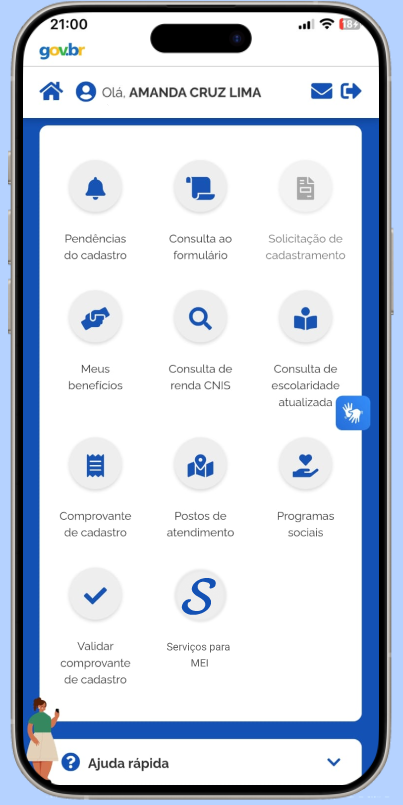 21:00
18
gov.br
Olá, AMANDA CRUZ LIMA
Pendências
do cadastro
Consulta ao
formulário
Solicitação de
cadastramento
Meus
benefícios
Consulta de
renda CNIS
Consulta de
escolaridade
atualizada
Comprovante
de cadastro
Postos de
atendimento
Programas
sociais
Validar
comprovante
de cadastro
S
Serviços para
MEI
? Ajuda rápida